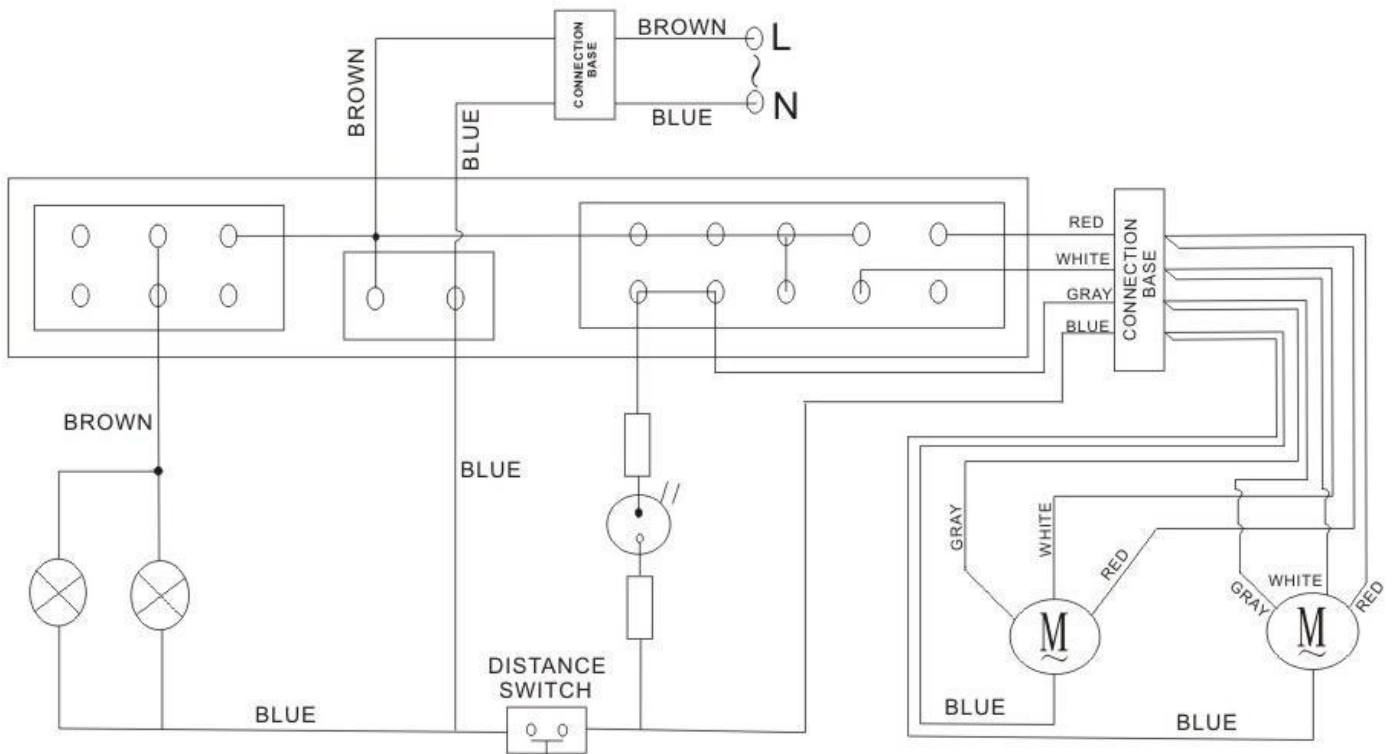 BROWN
L
CONNECTION
BASE
~
BROWN
BLUE
N
BLUE
RED
WHITE
GRAY
BLUE
CONNECTION
BASE
BROWN
BLUE
GRAY
WHITE
RED
GRAY
WHITE
RED
M
~
M
~
DISTANCE
SWITCH
BLUE
BLUE
BLUE